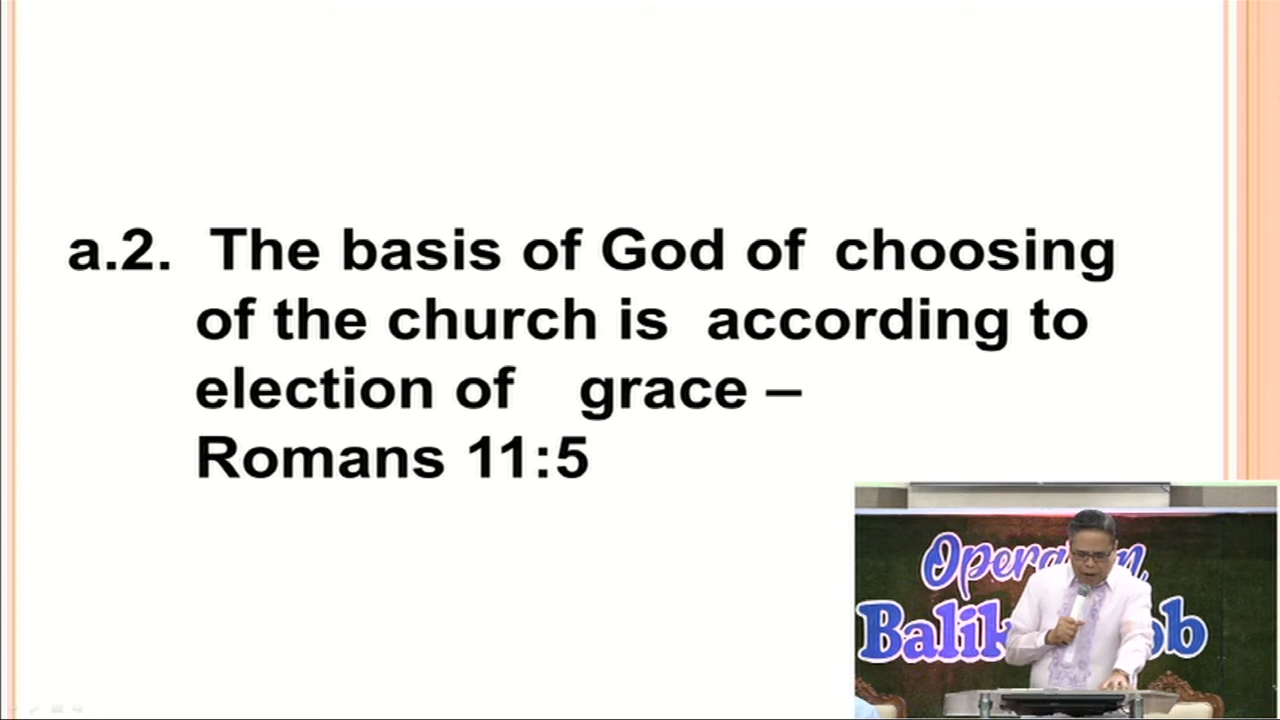 a.2. The basis of God of choosing
of the church is according to
election of grace –
Romans 11:5
Balik